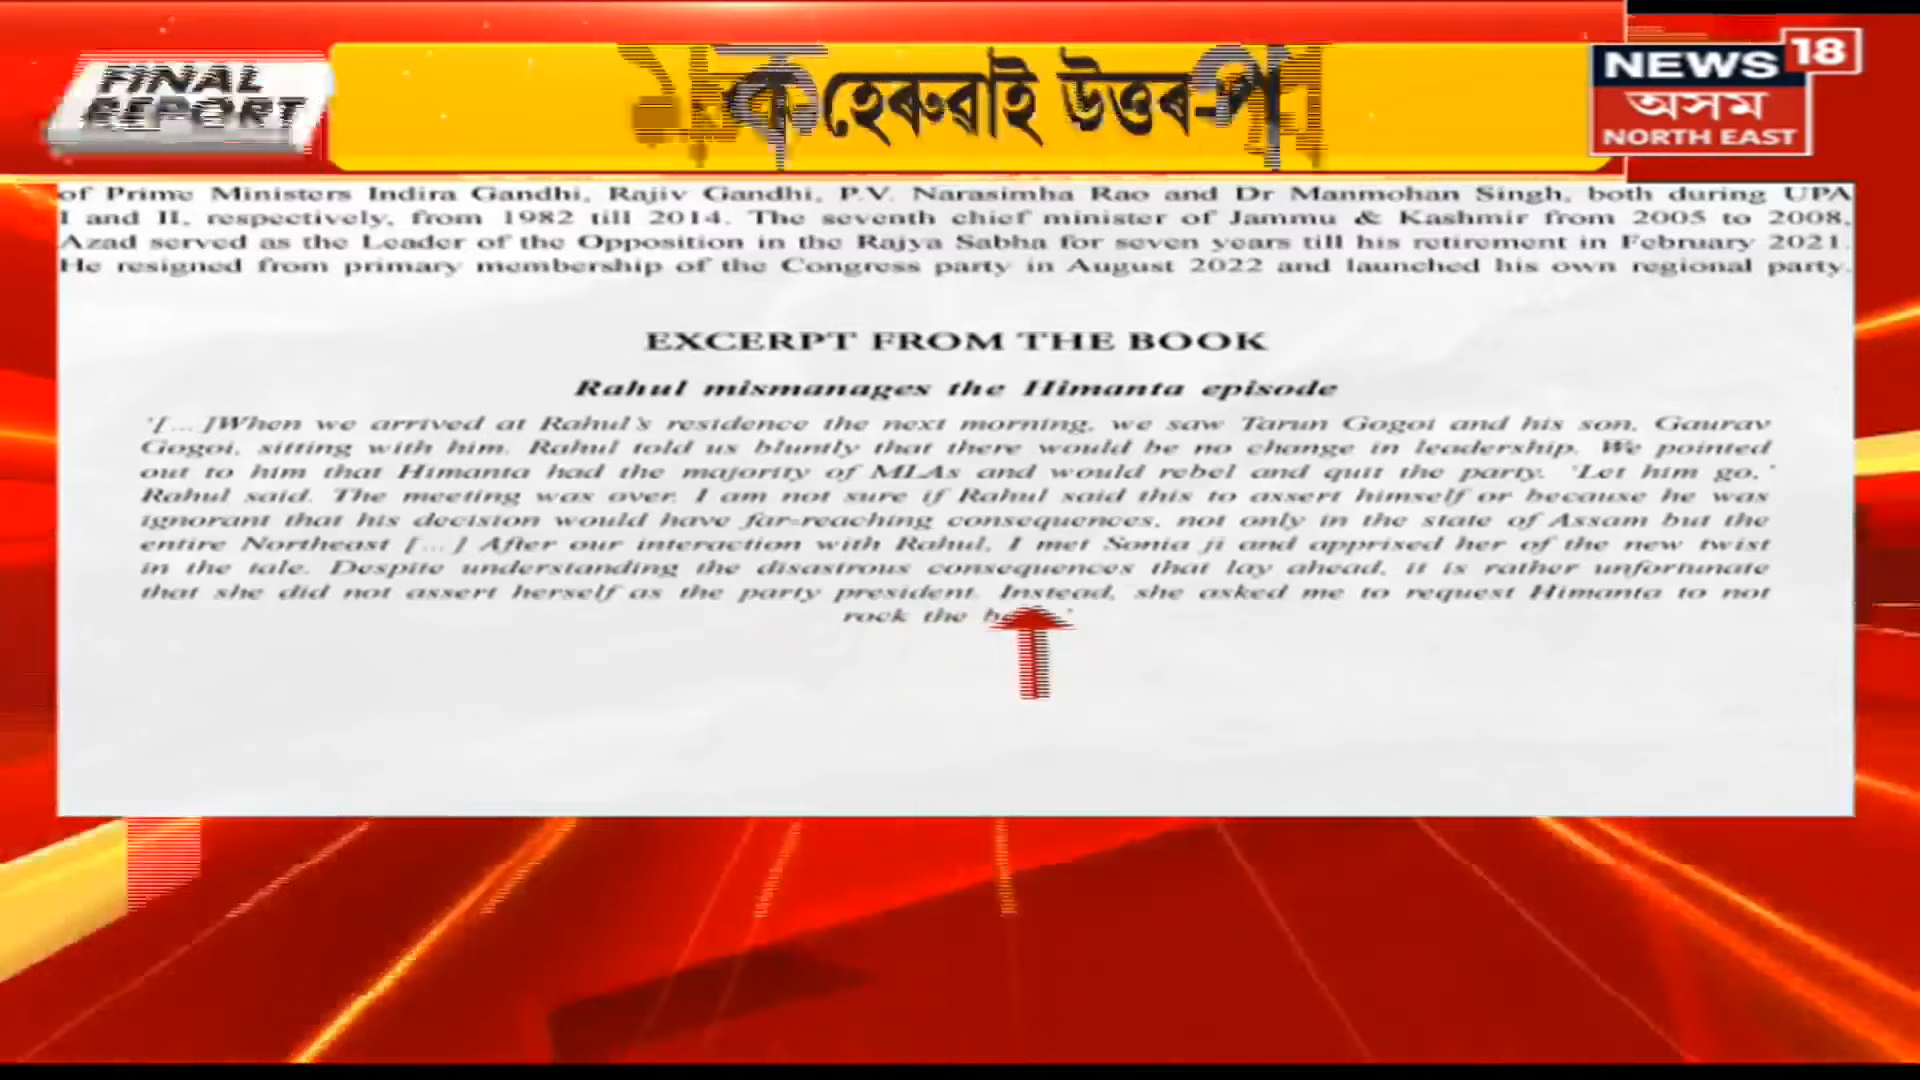 FINAL
REPORT
হেৰুৱাই উত্তৰ-
NEWS 18
অসম
NORTH EAST
of Prime Ministers Indira Gandhi, Rajiv Gandhi, P.V. Narasimha Rao and Dr Manmohan Singh, both during UPA
I and II, respectively, from 1982 till 2014. The seventh chief minister of Jammu & Kashmir from 2005 to 2008,
Azad served as the Leader of the Opposition in the Rajya Sabha for seven years till his retirement in February 2021.
He resigned from primary membership of the Congress party in August 2022 and launched his own regional party.
EXCERPT FROM THE BOOK
Rahul mismanages the Himanta episode
'[...]When we arrived at Rahul's residence the next morning, we saw Tarun Gogoi and his son, Gaurav
Gogoi, sitting with him. Rahul told us bluntly that there would be no change in leadership. We pointed
out to him that Himanta had the majority of MLAs and would rebel and quit the party. 'Let him go,'
Rahul said. The meeting was over. I am not sure if Rahul said this to assert himself or because he was
ignorant that his decision would have far-reaching consequences, not only in the state of Assam but the
entire Northeast [...] After our interaction with Rahul, I met Sonia ji and apprised her of the new twist
in the tale. Despite understanding the disastrous consequences that lay ahead, it is rather unfortunate
that she did not assert herself as the party president. Instead, she asked me to request Himanta to not
rock the